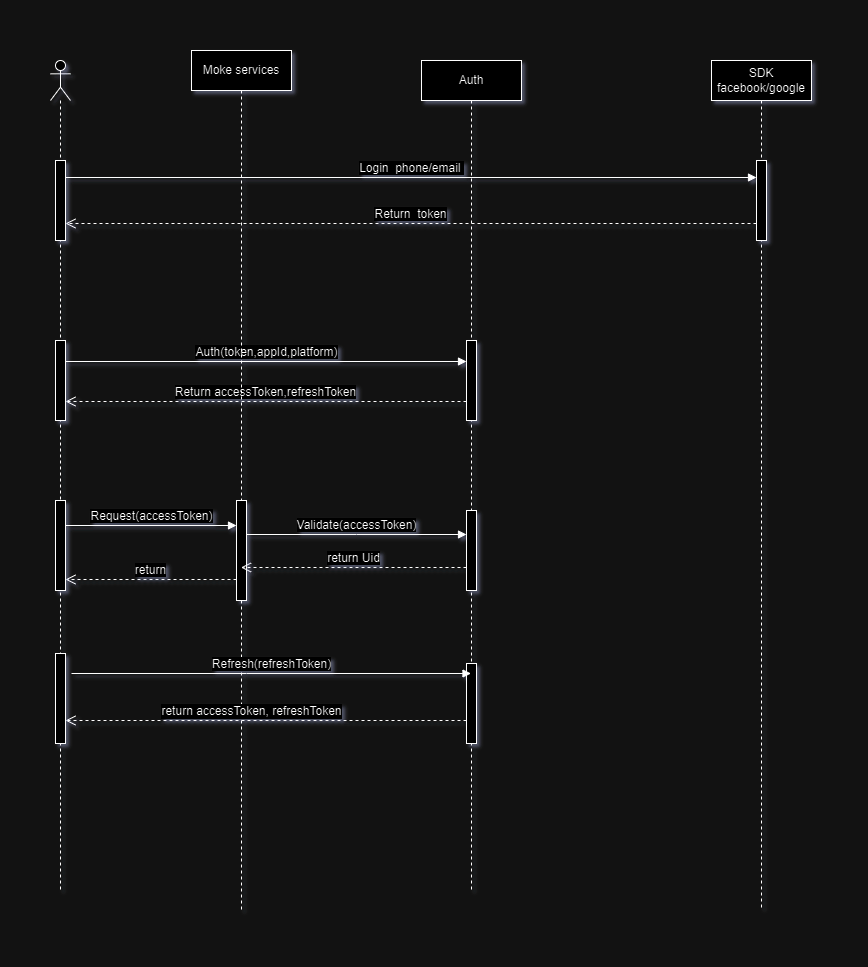 Moke services
Auth
SDK
facebook/google
Login  phone/email
Return  token
Auth(token,appId,platform)
Return accessToken,refreshToken
Request(accessToken)
Validate(accessToken)
return Uid
return
Refresh(refreshToken)
return accessToken, refreshToken